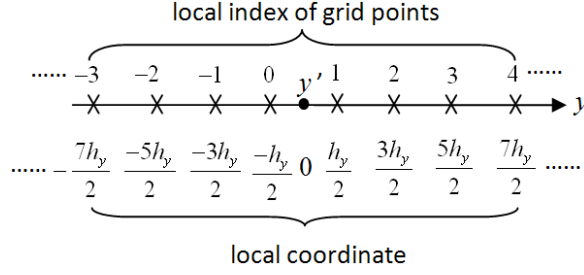 local index of grid points
...... −3 −2 −1 0 y' 1 2 3 4 ......
y
...... −7h_y/2 −5h_y/2 −3h_y/2 −h_y/2 0 h_y/2 3h_y/2 5h_y/2 7h_y/2 ......
local coordinate